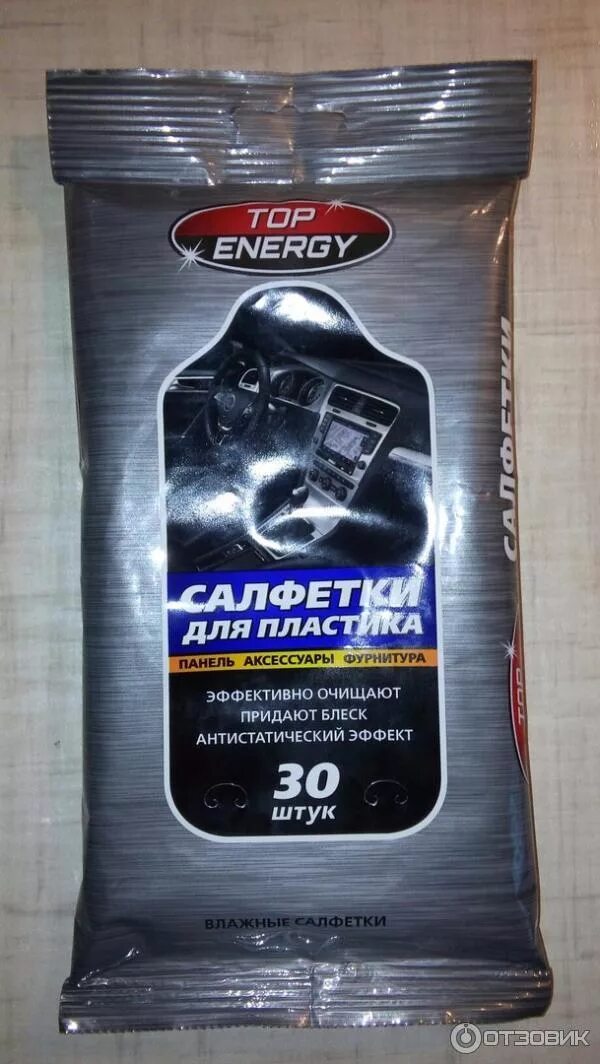 TOP
ENERGY
САЛФЕТКИ
ДЛЯ ПЛАСТИКА
ПАНЕЛЬ АКСЕССУАРЫ ФУРНИТУРА
ЭФФЕКТИВНО ОЧИЩАЮТ
ПРИДАЮТ БЛЕСК
АНТИСТАТИЧЕСКИЙ ЭФФЕКТ
30
ШТУК
ВЛАЖНЫЕ САЛФЕТКИ
САЛФЕТКИ
TOP
ОТЗОВИК